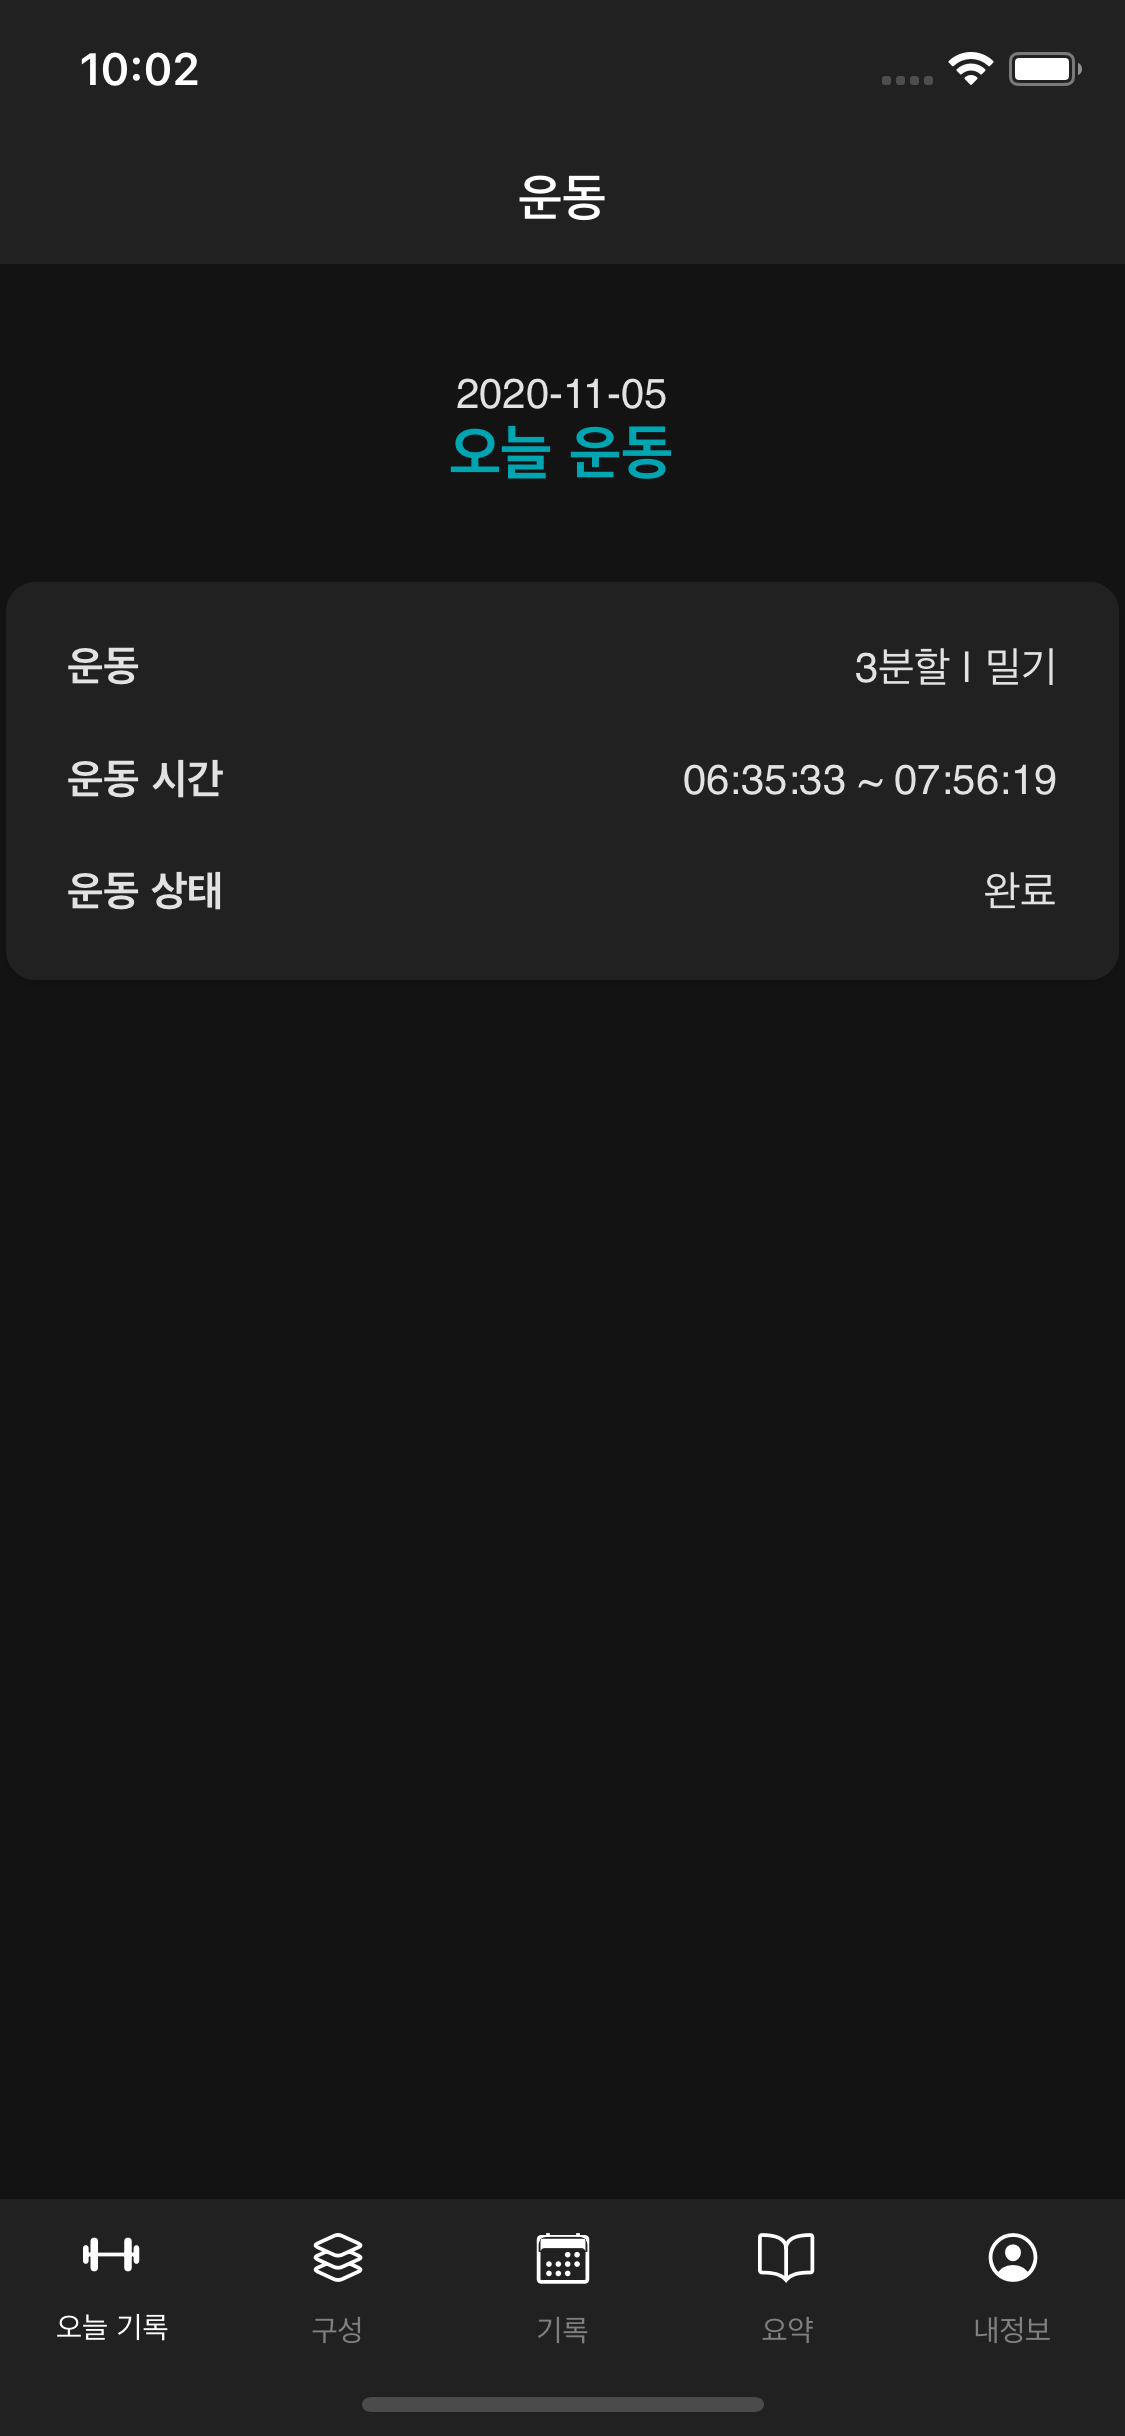 10:02
운동
2020-11-05
오늘 운동
운동 3분할 | 밀기
운동 시간 06:35:33 ~ 07:56:19
운동 상태 완료
오늘 기록 구성 기록 요약 내정보